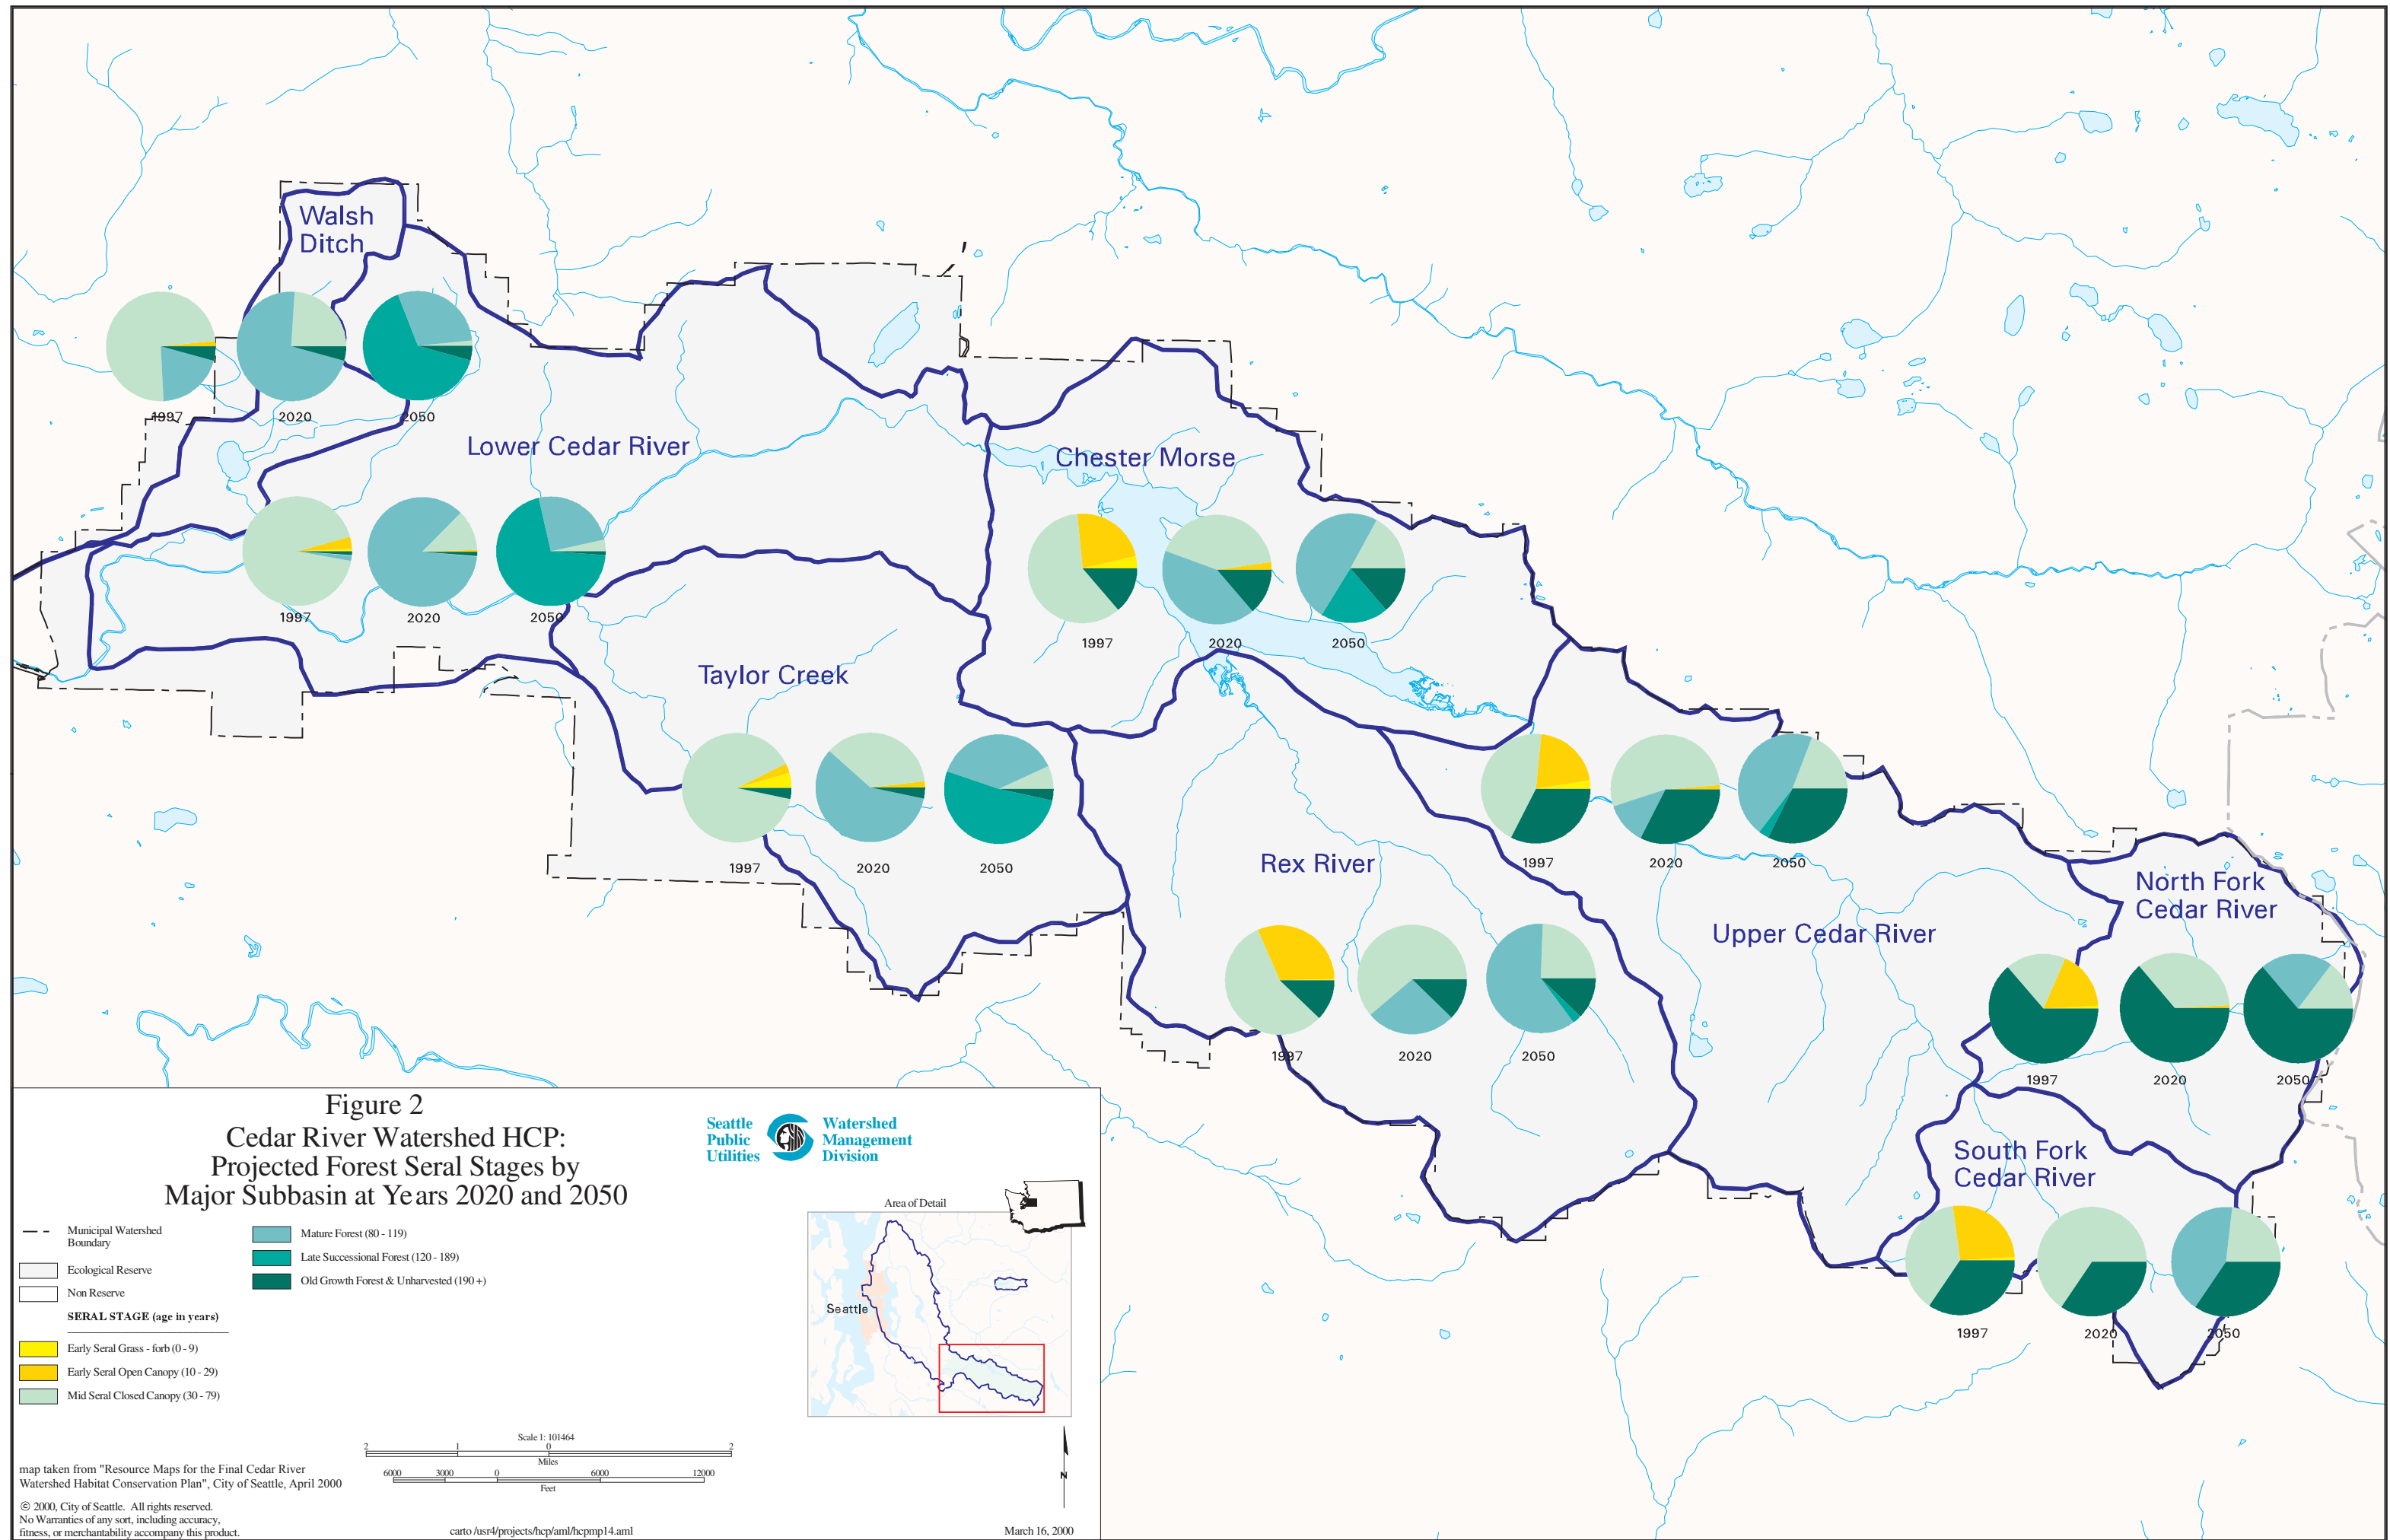 Walsh
Ditch
1997
2020
2050
Lower Cedar River
1997
2020
2050
Chester Morse
1997
2020
2050
Taylor Creek
1997
2020
2050
1997
2020
2050
Rex River
Upper Cedar River
North Fork
Cedar River
1997
2020
2050
1997
2020
2050
South Fork
Cedar River
1997
2020
2050
Figure 2
Cedar River Watershed HCP:
Projected Forest Seral Stages by
Major Subbasin at Years 2020 and 2050
Seattle
Public
Utilities
Watershed
Management
Division
Municipal Watershed
Boundary
Ecological Reserve
Non Reserve
SERAL STAGE (age in years)
Early Seral Grass - forb (0 - 9)
Early Seral Open Canopy (10 - 29)
Mid Seral Closed Canopy (30 - 79)
Mature Forest (80 - 119)
Late Successional Forest (120 - 189)
Old Growth Forest & Unharvested (190 +)
Area of Detail
Seattle
Scale 1: 101464
2 1 0 2
Miles
6000 3000 0 6000 12000
Feet
N
map taken from "Resource Maps for the Final Cedar River
Watershed Habitat Conservation Plan", City of Seattle, April 2000
© 2000, City of Seattle. All rights reserved.
No Warranties of any sort, including accuracy,
fitness, or merchantability accompany this product.
carto /usr4/projects/hcp/aml/hcpmp14.aml
March 16, 2000